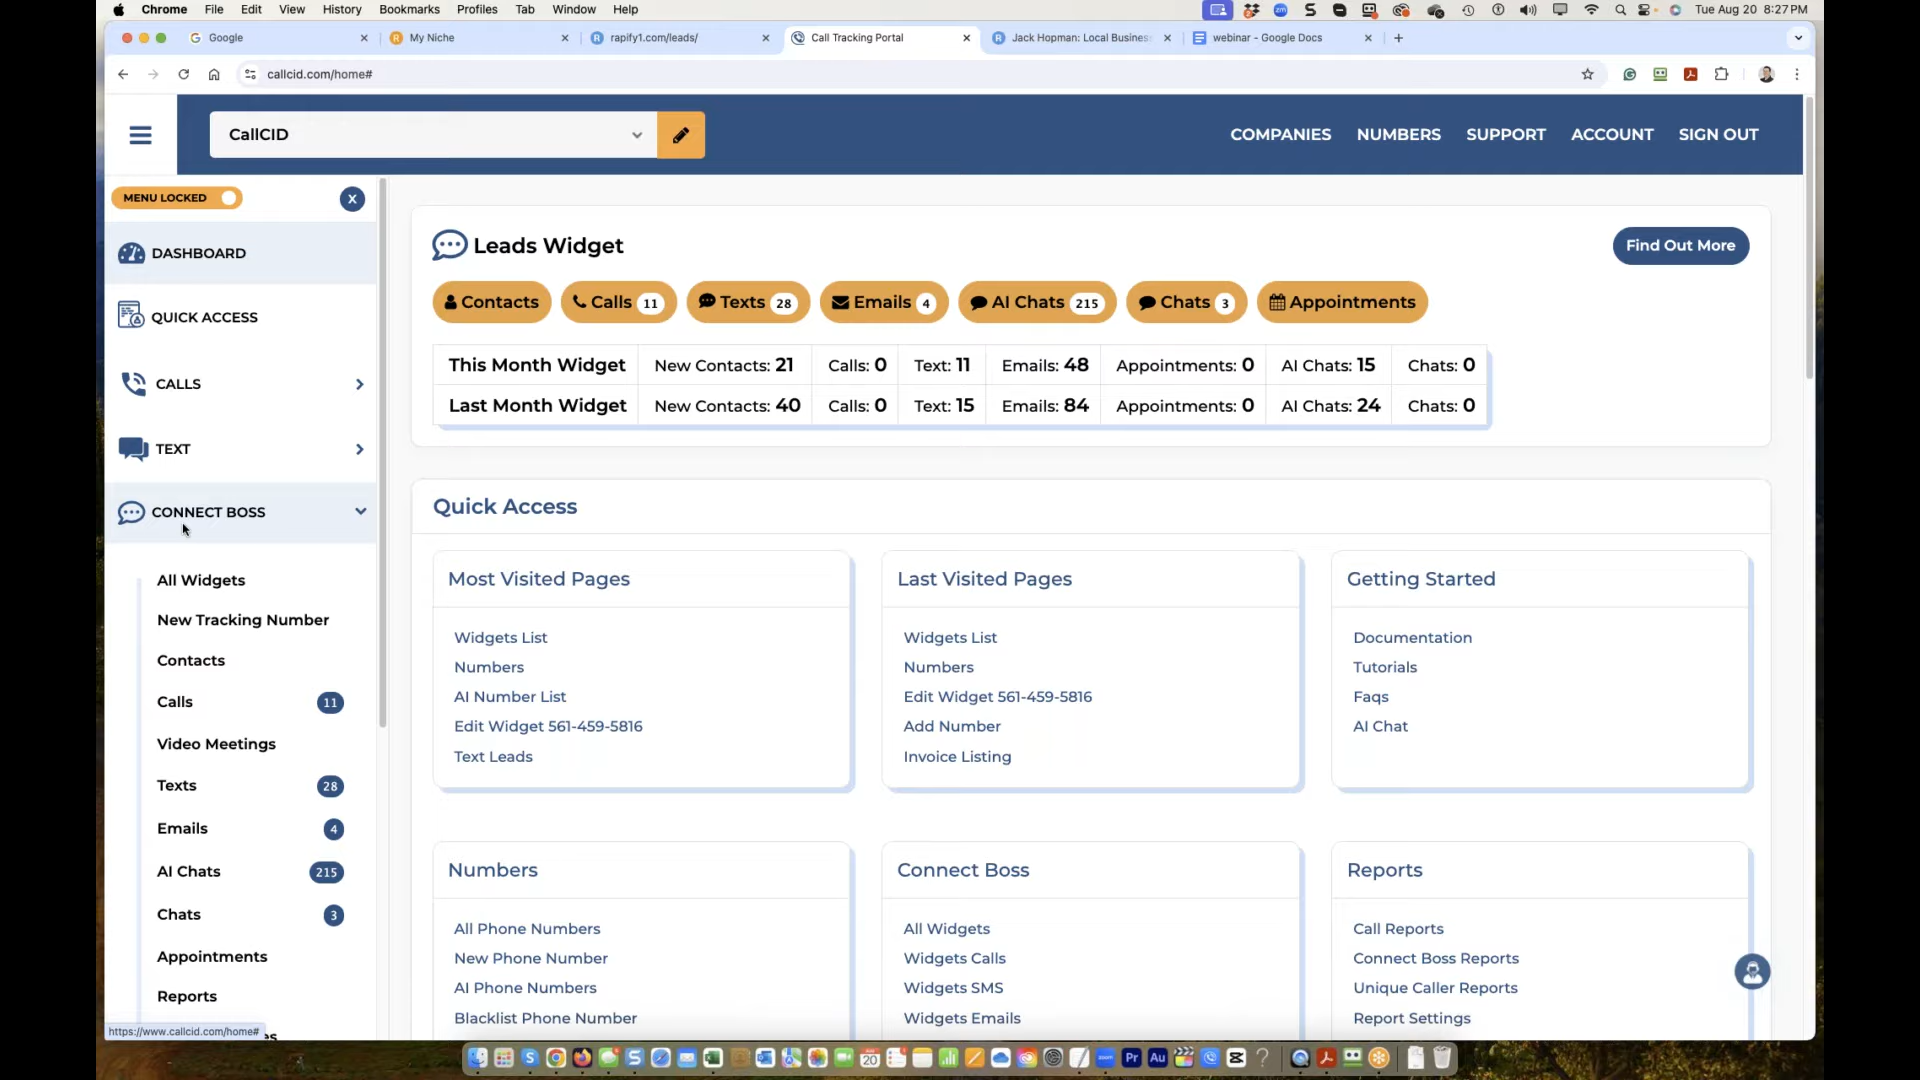 Chrome File Edit View History Bookmarks Profiles Tab Window Help Tue Aug 20 8:27 PM
Google My Niche rapify1.com/leads/ Call Tracking Portal Jack Hopman: Local Busines webinar - Google Docs
callcid.com/home#
CallCID COMPANIES NUMBERS SUPPORT ACCOUNT SIGN OUT
MENU LOCKED X
DASHBOARD
QUICK ACCESS
CALLS
TEXT
CONNECT BOSS
All Widgets
New Tracking Number
Contacts
Calls 11
Video Meetings
Texts 28
Emails 4
AI Chats 215
Chats 3
Appointments
Reports
https://www.callcid.com/home#
Leads Widget Find Out More
Contacts Calls 11 Texts 28 Emails 4 AI Chats 215 Chats 3 Appointments
This Month Widget New Contacts: 21 Calls: 0 Text: 11 Emails: 48 Appointments: 0 AI Chats: 15 Chats: 0
Last Month Widget New Contacts: 40 Calls: 0 Text: 15 Emails: 84 Appointments: 0 AI Chats: 24 Chats: 0
Quick Access
Most Visited Pages
Widgets List
Numbers
AI Number List
Edit Widget 561-459-5816
Text Leads
Last Visited Pages
Widgets List
Numbers
Edit Widget 561-459-5816
Add Number
Invoice Listing
Getting Started
Documentation
Tutorials
Faqs
AI Chat
Numbers
All Phone Numbers
New Phone Number
AI Phone Numbers
Blacklist Phone Number
Connect Boss
All Widgets
Widgets Calls
Widgets SMS
Widgets Emails
Reports
Call Reports
Connect Boss Reports
Unique Caller Reports
Report Settings
20 Pr Au